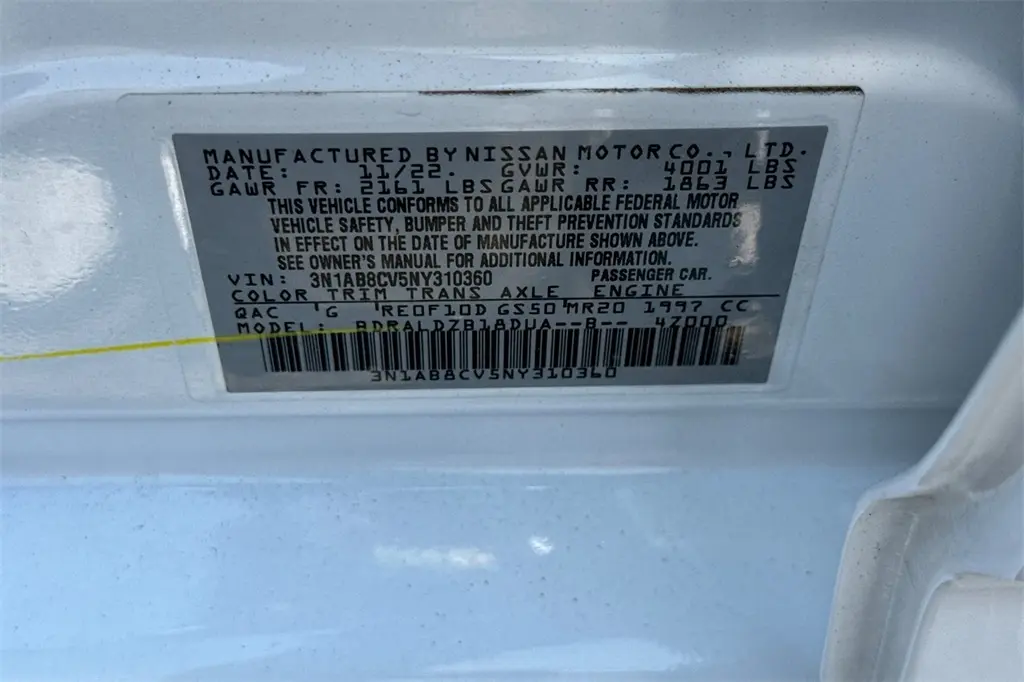 MANUFACTURED BY NISSAN MOTOR CO., LTD.
DATE: 11/22. GVWR: 4001 LBS
GAWR FR: 2161 LBS GAWR RR: 1863 LBS
THIS VEHICLE CONFORMS TO ALL APPLICABLE FEDERAL MOTOR
VEHICLE SAFETY, BUMPER AND THEFT PREVENTION STANDARDS
IN EFFECT ON THE DATE OF MANUFACTURE SHOWN ABOVE.
SEE OWNER'S MANUAL FOR ADDITIONAL INFORMATION.
VIN: 3N1AB8CV5NY310360 PASSENGER CAR.
COLOR TRIM TRANS AXLE ENGINE
QAC 'G 'RE0F10D GS50 MR20 1997 CC
MODEL: BDRALDZB18DUA--B-- 4Z000
3N1AB8CV5NY310360